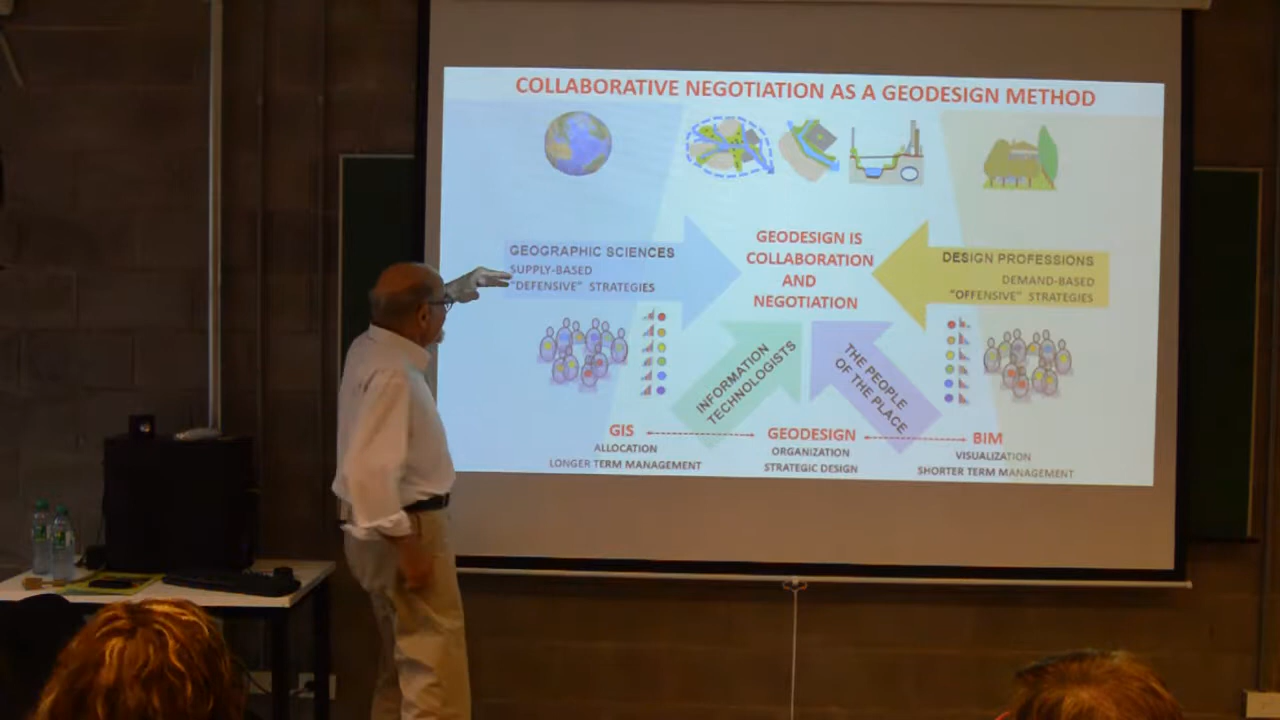 COLLABORATIVE NEGOTIATION AS A GEODESIGN METHOD
GEOGRAPHIC SCIENCES
SUPPLY-BASED
"DEFENSIVE" STRATEGIES
GEODESIGN IS
COLLABORATION
AND
NEGOTIATION
DESIGN PROFESSIONS
DEMAND-BASED
"OFFENSIVE" STRATEGIES
INFORMATION
TECHNOLOGISTS
THE PEOPLE
OF THE PLACE
GIS
ALLOCATION
LONGER TERM MANAGEMENT
GEODESIGN
ORGANIZATION
STRATEGIC DESIGN
BIM
VISUALIZATION
SHORTER TERM MANAGEMENT